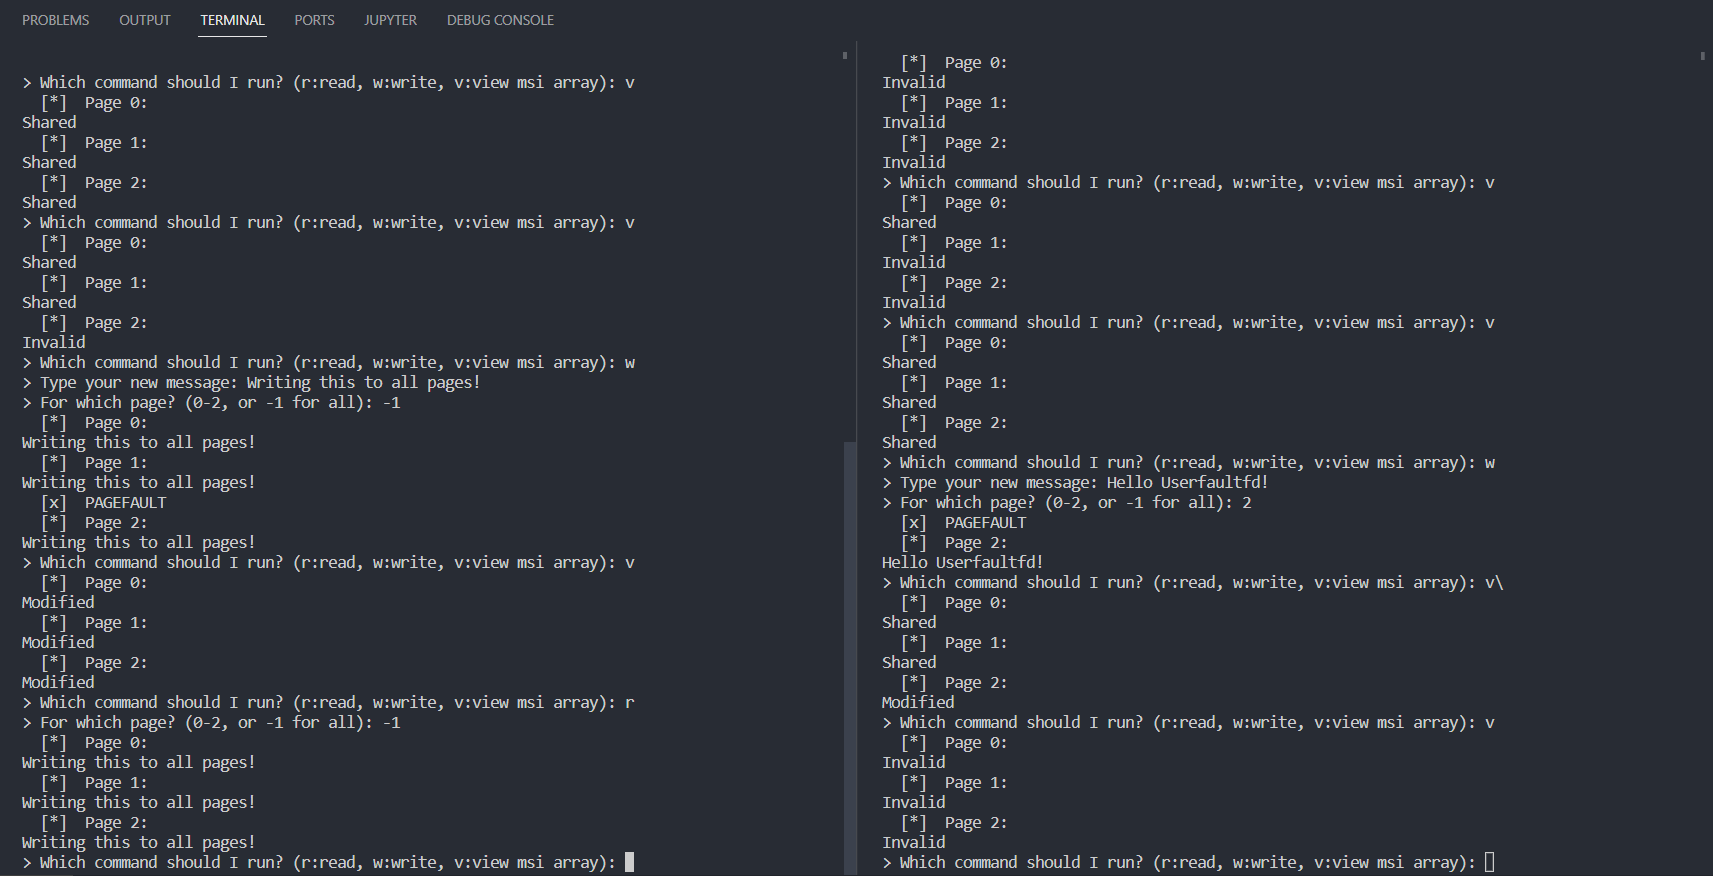 PROBLEMS OUTPUT TERMINAL PORTS JUPYTER DEBUG CONSOLE
> Which command should I run? (r:read, w:write, v:view msi array): v
[*] Page 0:
Shared
[*] Page 1:
Shared
[*] Page 2:
Shared
> Which command should I run? (r:read, w:write, v:view msi array): v
[*] Page 0:
Shared
[*] Page 1:
Shared
[*] Page 2:
Invalid
> Which command should I run? (r:read, w:write, v:view msi array): w
> Type your new message: Writing this to all pages!
> For which page? (0-2, or -1 for all): -1
[*] Page 0:
Writing this to all pages!
[*] Page 1:
Writing this to all pages!
[x] PAGEFAULT
[*] Page 2:
Writing this to all pages!
> Which command should I run? (r:read, w:write, v:view msi array): v
[*] Page 0:
Modified
[*] Page 1:
Modified
[*] Page 2:
Modified
> Which command should I run? (r:read, w:write, v:view msi array): r
> For which page? (0-2, or -1 for all): -1
[*] Page 0:
Writing this to all pages!
[*] Page 1:
Writing this to all pages!
[*] Page 2:
Writing this to all pages!
> Which command should I run? (r:read, w:write, v:view msi array):
[*] Page 0:
Invalid
[*] Page 1:
Invalid
[*] Page 2:
Invalid
> Which command should I run? (r:read, w:write, v:view msi array): v
[*] Page 0:
Shared
[*] Page 1:
Invalid
[*] Page 2:
Invalid
> Which command should I run? (r:read, w:write, v:view msi array): v
[*] Page 0:
Shared
[*] Page 1:
Shared
[*] Page 2:
Shared
> Which command should I run? (r:read, w:write, v:view msi array): w
> Type your new message: Hello Userfaultfd!
> For which page? (0-2, or -1 for all): 2
[x] PAGEFAULT
[*] Page 2:
Hello Userfaultfd!
> Which command should I run? (r:read, w:write, v:view msi array): v\
[*] Page 0:
Shared
[*] Page 1:
Shared
[*] Page 2:
Modified
> Which command should I run? (r:read, w:write, v:view msi array): v
[*] Page 0:
Invalid
[*] Page 1:
Invalid
[*] Page 2:
Invalid
> Which command should I run? (r:read, w:write, v:view msi array):